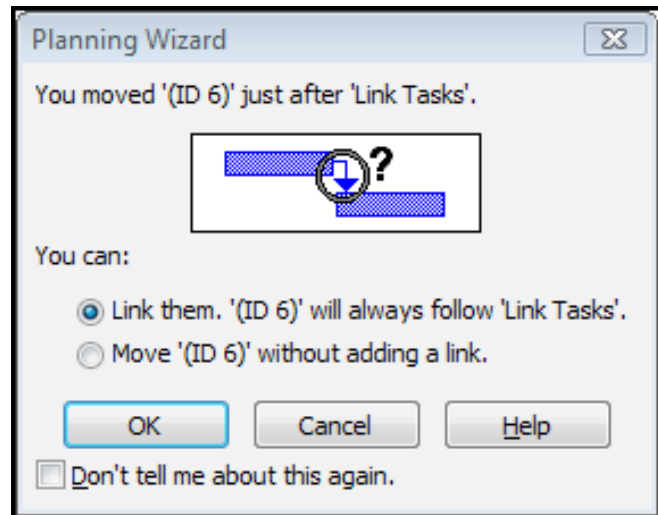 Planning Wizard
You moved '(ID 6)' just after 'Link Tasks'.
?
You can:
Link them. '(ID 6)' will always follow 'Link Tasks'.
Move '(ID 6)' without adding a link.
OK Cancel Help
Don't tell me about this again.